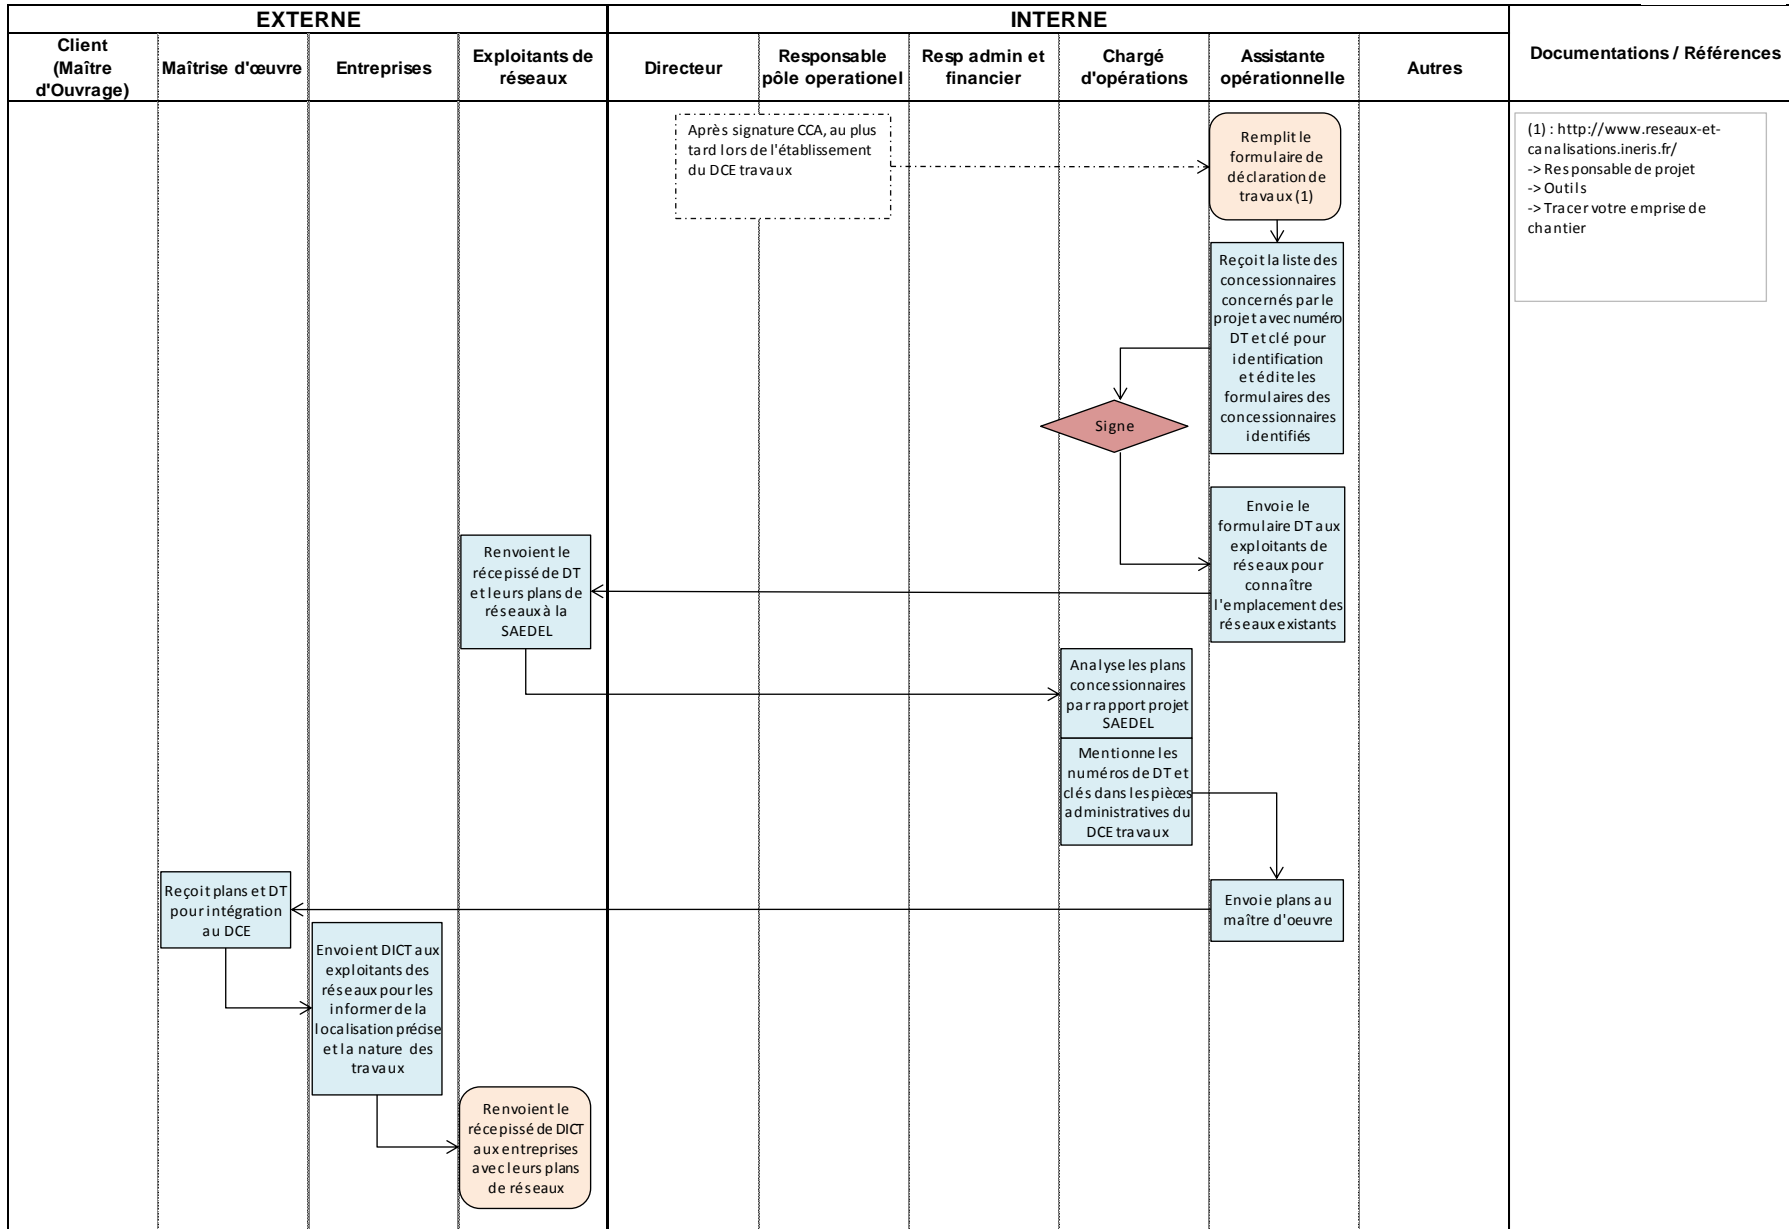 EXTERNE
INTERNE
Client
(Maître
d'Ouvrage)
Maîtrise d'œuvre
Entreprises
Exploitants de
réseaux
Directeur
Responsable
pôle operationel
Resp admin et
financier
Chargé
d'opérations
Assistante
opérationnelle
Autres
Documentations / Références
Après signature CCA, au plus
tard lors de l'établissement
du DCE travaux
Remplit le
formulaire de
déclaration de
travaux (1)
(1) : http://www.reseaux-et-
canalisations.ineris.fr/
-> Responsable de projet
-> Outils
-> Tracer votre emprise de
chantier
Reçoit la liste des
concessionnaires
concernés par le
projet avec numéro
DT et clé pour
identification
et édite les
formulaires des
concessionnaires
identifiés
Signe
Envoie le
formulaire DT aux
exploitants de
réseaux pour
connaître
l'emplacement des
réseaux existants
Renvoient le
récepissé de DT
et leurs plans de
réseaux à la
SAEDEL
Analyse les plans
concessionnaires
par rapport projet
SAEDEL
Mentionne les
numéros de DT et
clés dans les pièces
administratives du
DCE travaux
Envoie plans au
maître d'oeuvre
Reçoit plans et DT
pour intégration
au DCE
Envoient DICT aux
exploitants des
réseaux pour les
informer de la
localisation précise
et la nature des
travaux
Renvoient le
récepissé de DICT
aux entreprises
avec leurs plans
de réseaux